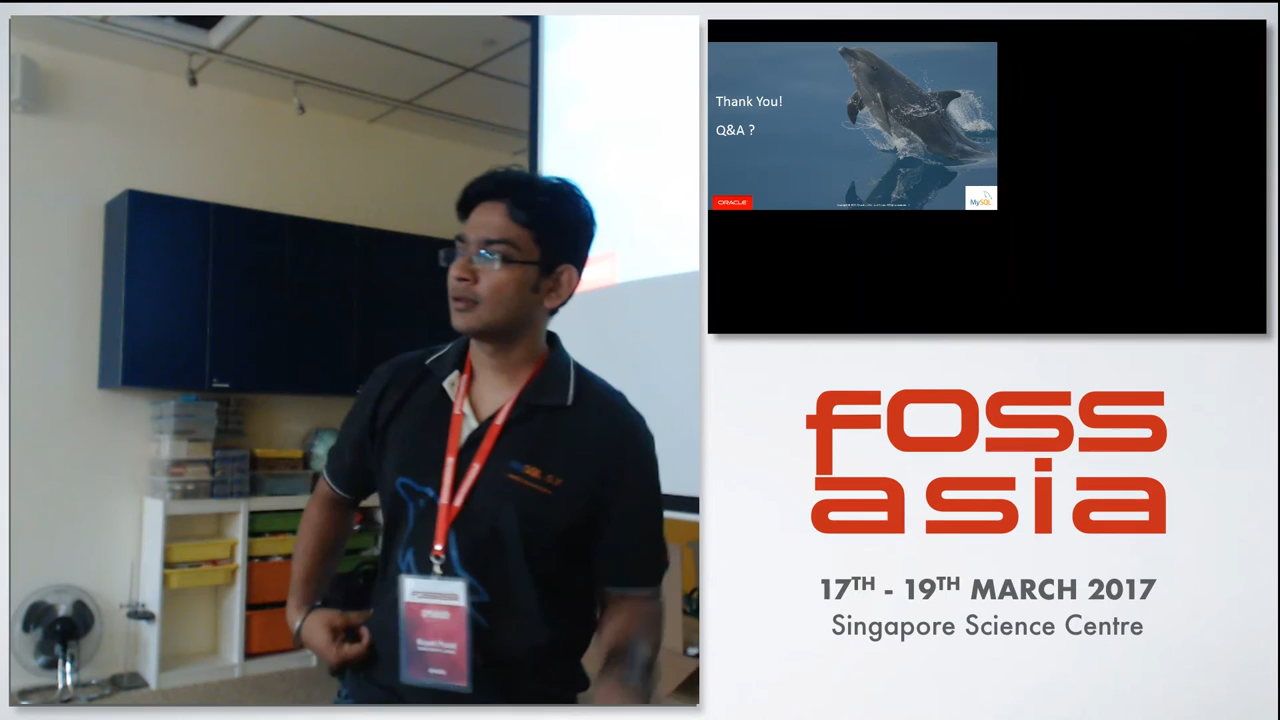 Thank You!
Q&A ?
ORACLE
MySQL
foss
asia
17TH - 19TH MARCH 2017
Singapore Science Centre